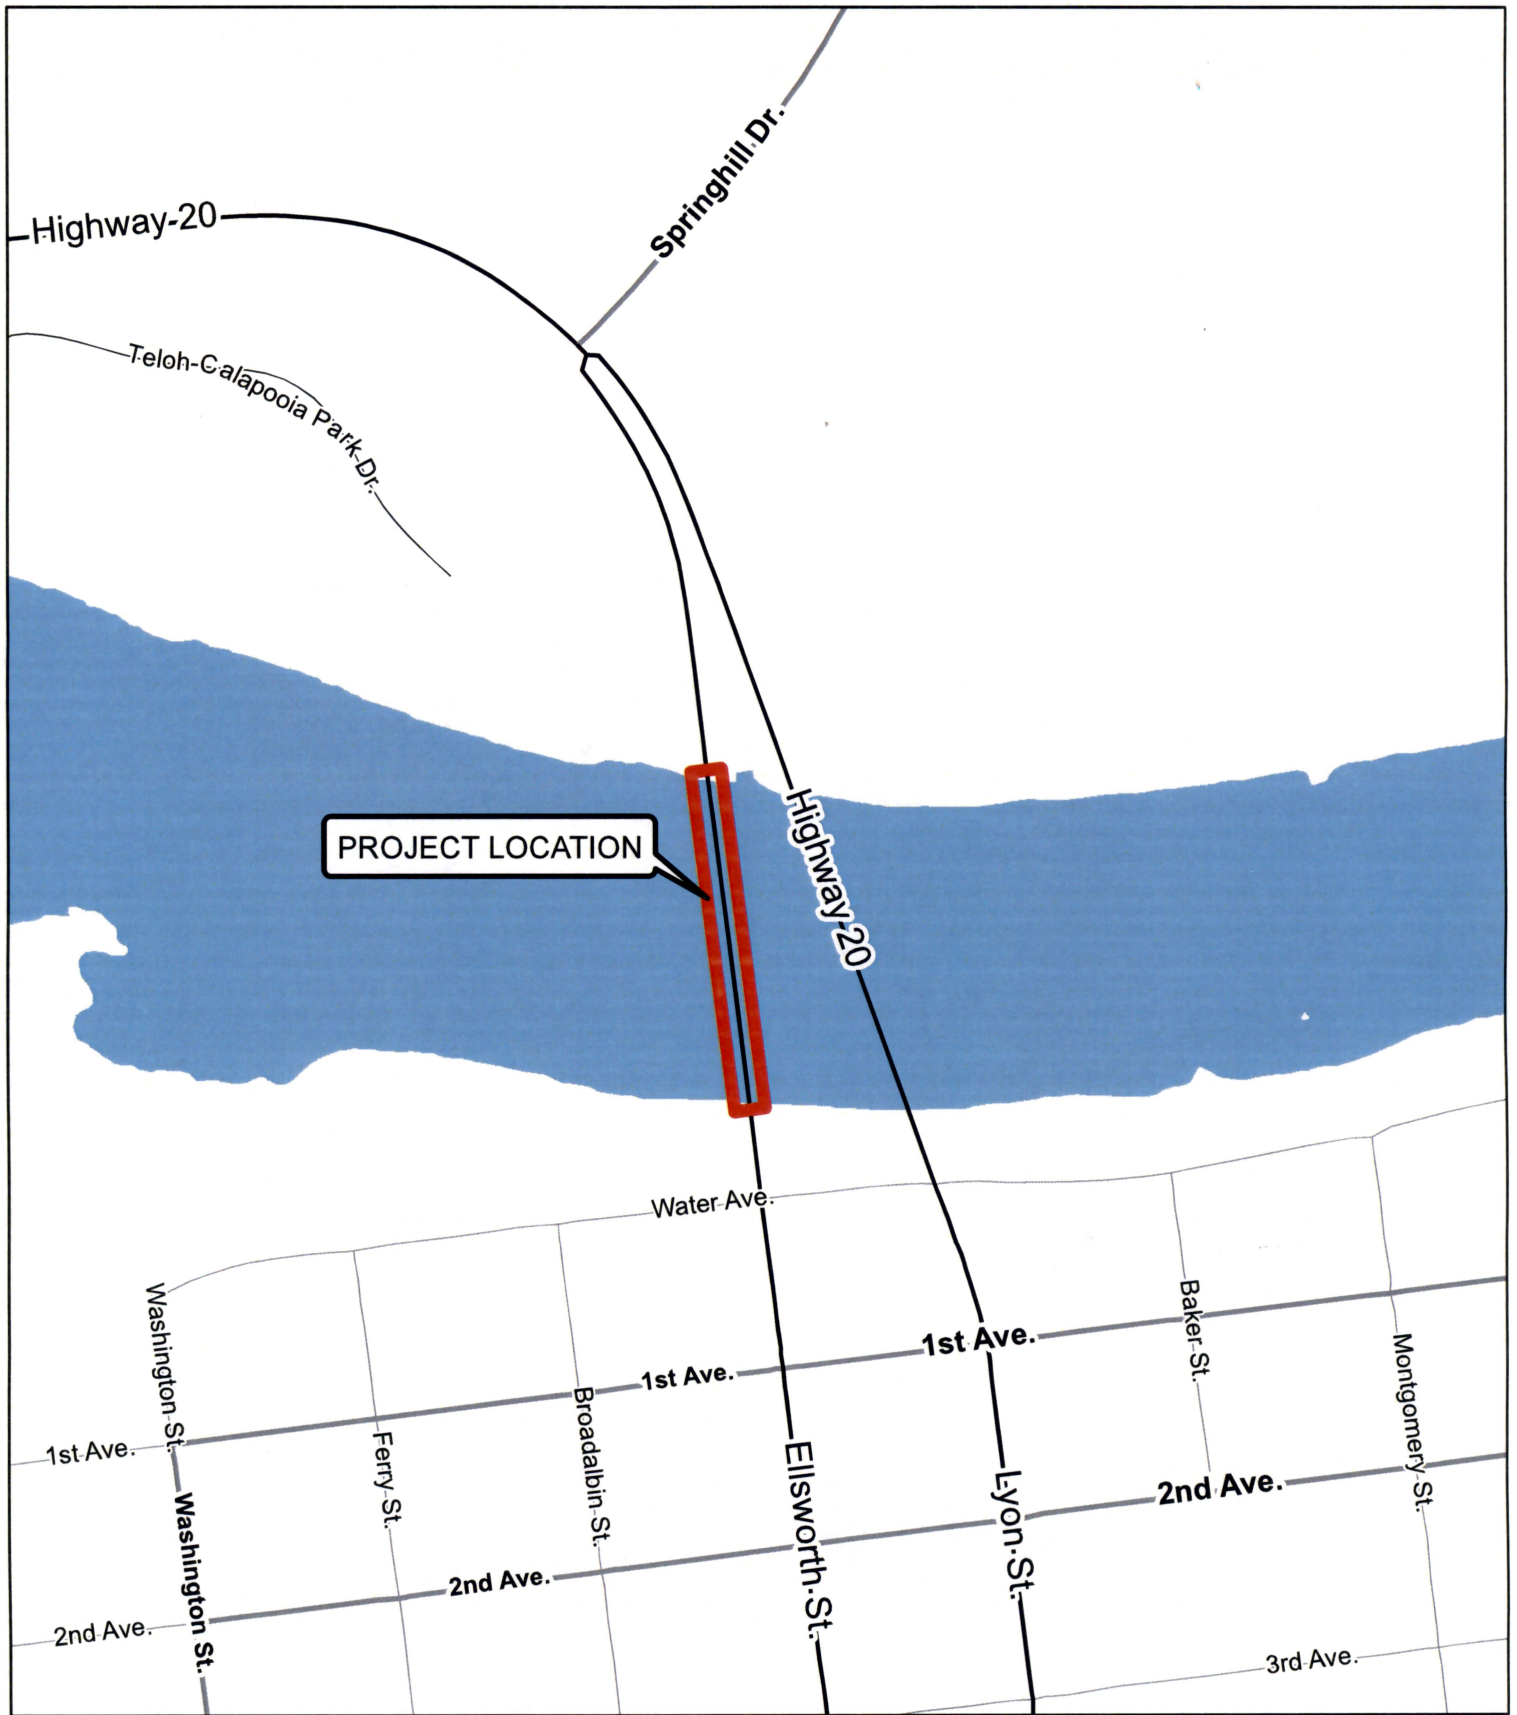 Springhill Dr.
Highway 20
Teloh-Calapooia Park Dr.
PROJECT LOCATION
Highway 20
Water Ave.
Washington St.
Baker St.
1st Ave.
1st Ave.
Montgomery St.
Broadalbin St.
1st Ave.
Ferry St.
Ellsworth St.
Lyon St.
2nd Ave.
Washington St.
2nd Ave.
2nd Ave.
3rd Ave.